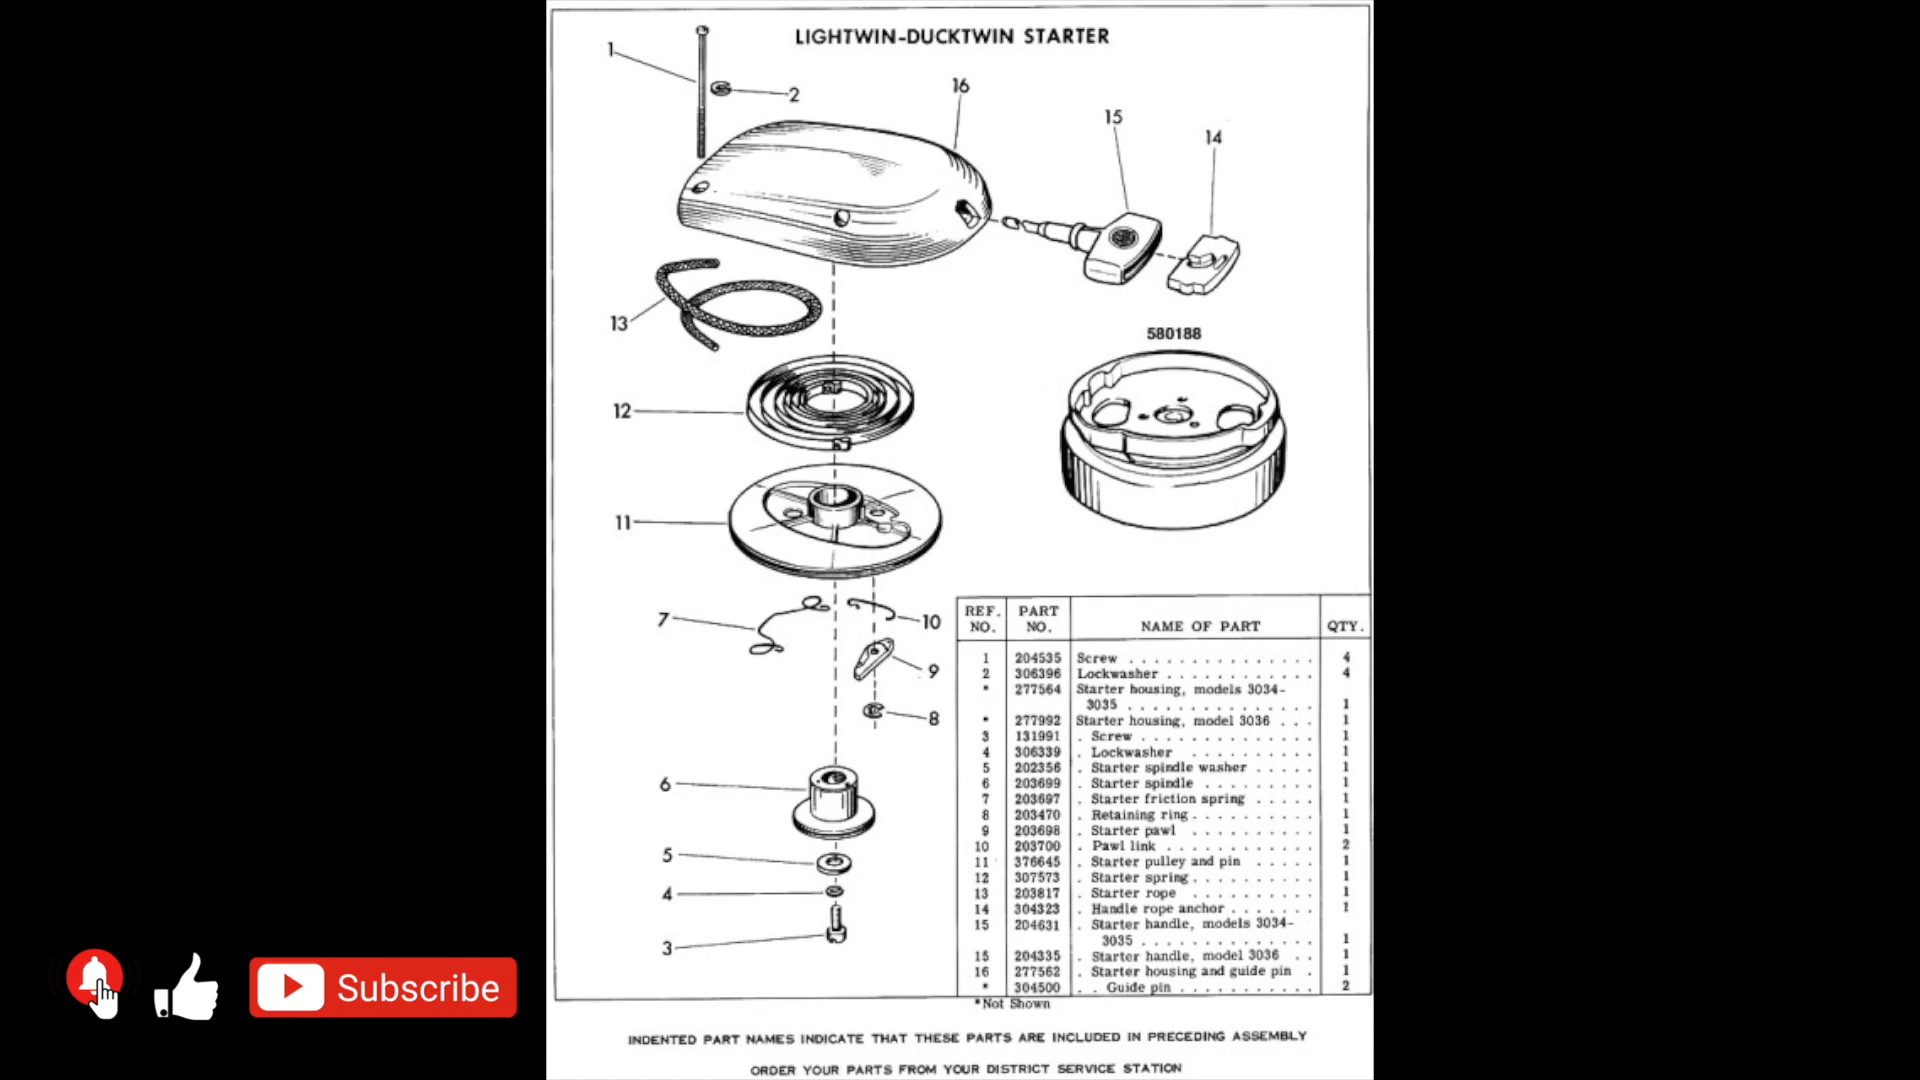 LIGHTWIN-DUCKTWIN STARTER
1
2
16
15
14
13
580188
12
11
7
10
9
8
6
5
4
3
REF. NO. PART NO. NAME OF PART QTY.
1 204535 Screw . . . . . . . . . . . . . . 4
2 306396 Lockwasher . . . . . . . . . . . 4
* 277564 Starter housing, models 3034-
3035 . . . . . . . . . . . . . . 1
* 277992 Starter housing, model 3036 . . . 1
3 131991 . Screw . . . . . . . . . . . . . 1
4 306339 . Lockwasher . . . . . . . . . . 1
5 202356 . Starter spindle washer . . . . . 1
6 203699 . Starter spindle . . . . . . . . . 1
7 203697 . Starter friction spring . . . . . 1
8 203470 . Retaining ring . . . . . . . . . . 1
9 203698 . Starter pawl . . . . . . . . . . 1
10 203700 . Pawl link . . . . . . . . . . . . 2
11 376645 . Starter pulley and pin . . . . . 1
12 307573 . Starter spring . . . . . . . . . . 1
13 203817 . Starter rope . . . . . . . . . . 1
14 304323 . Handle rope anchor . . . . . . . 1
15 204631 . Starter handle, models 3034-
3035 . . . . . . . . . . . . . 1
15 204335 . Starter handle, model 3036 . . 1
16 277562 . Starter housing and guide pin . 1
* 304500 . . Guide pin . . . . . . . . . . . 2
*Not Shown
INDENTED PART NAMES INDICATE THAT THESE PARTS ARE INCLUDED IN PRECEDING ASSEMBLY
ORDER YOUR PARTS FROM YOUR DISTRICT SERVICE STATION
Subscribe